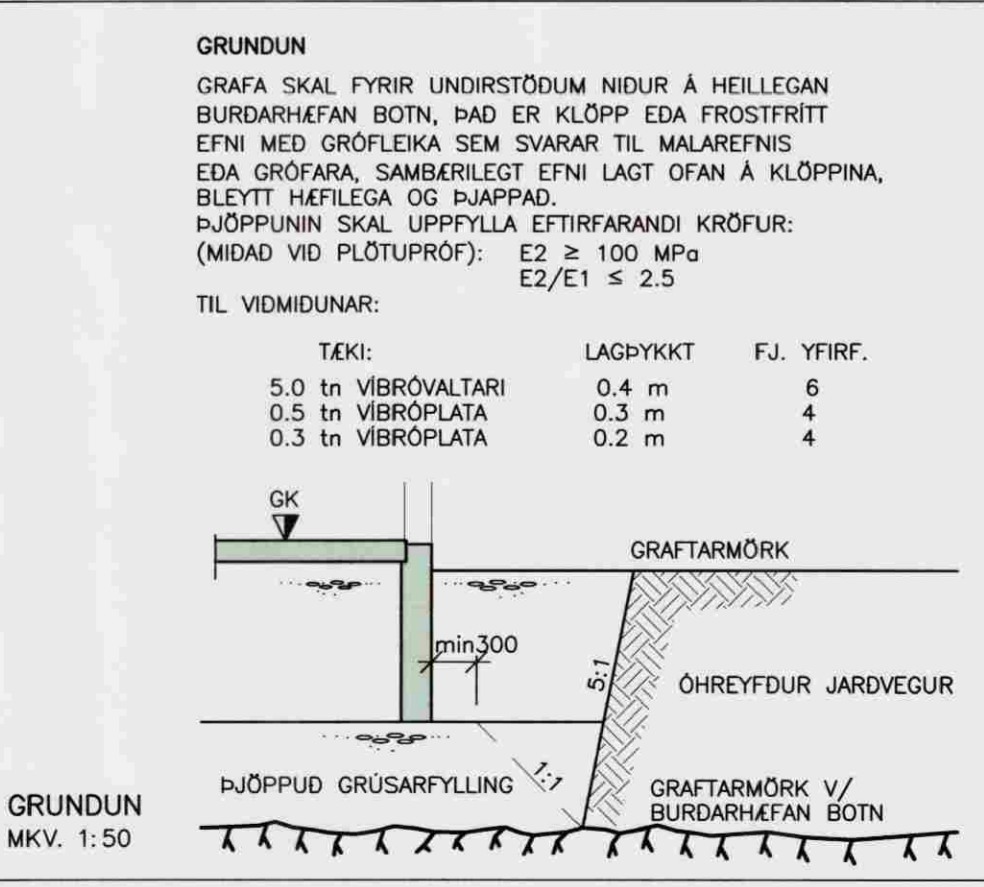 GRUNDUN
GRAFA SKAL FYRIR UNDIRSTÖÐUM NIÐUR Á HEILLEGAN
BURÐARHÆFAN BOTN, ÞAÐ ER KLÖPP EÐA FROSTFRÍTT
EFNI MEÐ GRÓFLEIKA SEM SVARAR TIL MALAREFNIS
EÐA GRÓFARA, SAMBÆRILEGT EFNI LAGT OFAN Á KLÖPPINA,
BLEYTT HÆFILEGA OG ÞJAPPAÐ.
ÞJÖPPUNIN SKAL UPPFYLLA EFTIRFARANDI KRÖFUR:
(MIÐAÐ VIÐ PLÖTUPRÓF): E2 ≥ 100 MPa
E2/E1 ≤ 2.5
TIL VIÐMIÐUNAR:
TÆKI: LAGÞYKKT FJ. YFIRF.
5.0 tn VÍBRÓVALTARI 0.4 m 6
0.5 tn VÍBRÓPLATA 0.3 m 4
0.3 tn VÍBRÓPLATA 0.2 m 4
GK
GRAFTARMÖRK
min300
5:1
ÓHREYFÐUR JARÐVEGUR
1:1
ÞJÖPPUÐ GRÚSARFYLLING
GRAFTARMÖRK V/
BURÐARHÆFAN BOTN
GRUNDUN
MKV. 1:50